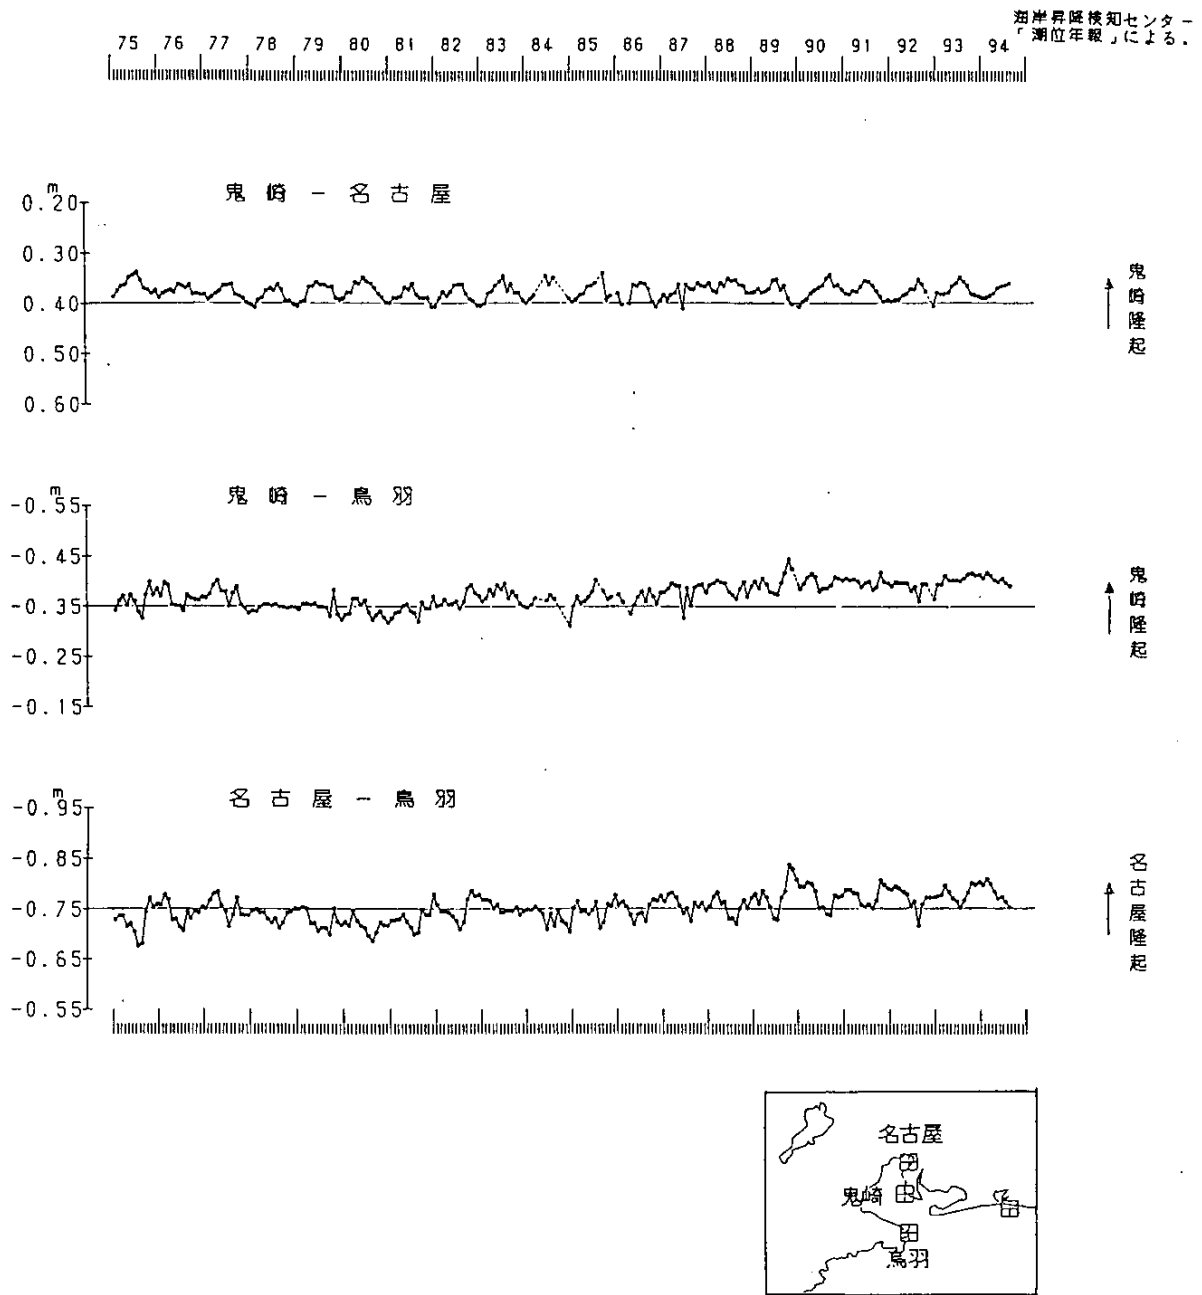 海岸昇降検知センター
「潮位年報」による.
75 76 77 78 79 80 81 82 83 84 85 86 87 88 89 90 91 92 93 94
鬼崎－名古屋
m
0.20
0.30
0.40
0.50
0.60
鬼崎隆起
鬼崎－鳥羽
m
-0.55
-0.45
-0.35
-0.25
-0.15
鬼崎隆起
名古屋－鳥羽
m
-0.95
-0.85
-0.75
-0.65
-0.55
名古屋隆起
名古屋
鬼崎
鳥羽